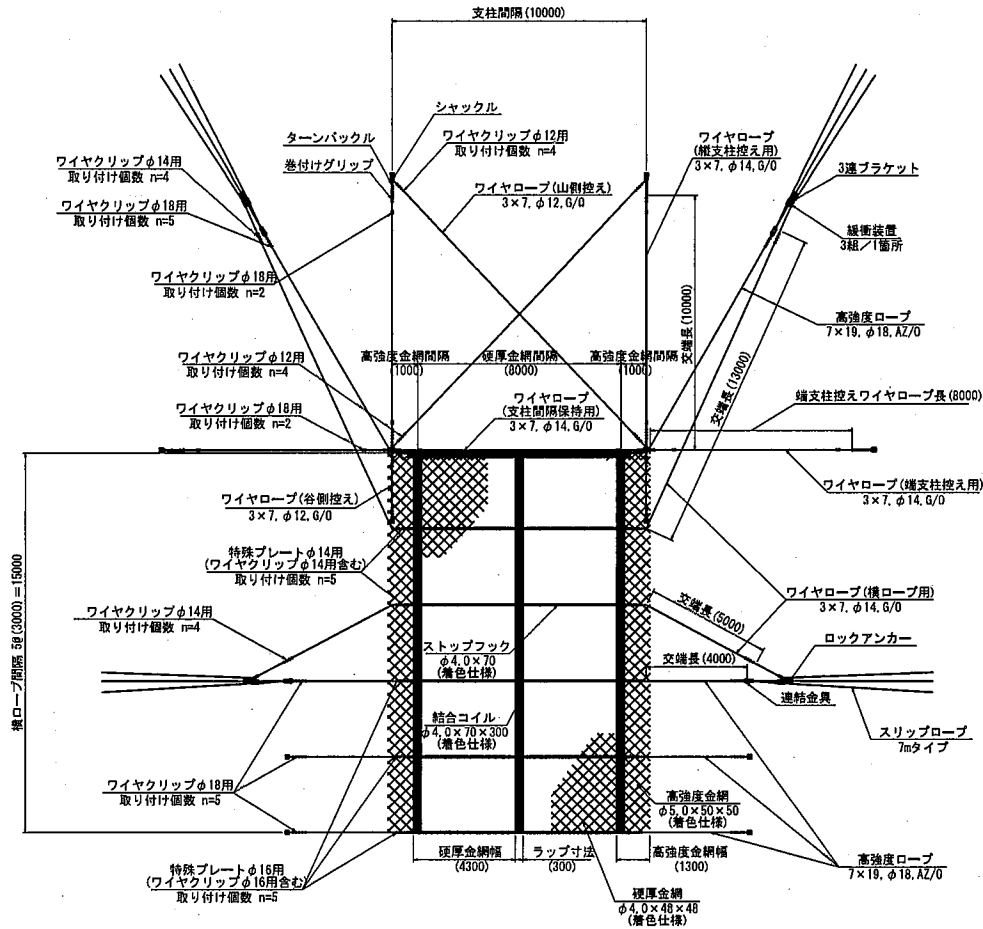 支柱間隔(10000)
シャックル
ターンバックル
ワイヤクリップφ12用
取り付け個数 n=4
巻付けグリップ
ワイヤロープ
(縦支柱控え用)
3×7, φ14, G/O
ワイヤクリップφ14用
取り付け個数 n=4
3連ブラケット
ワイヤロープ(山側控え)
3×7, φ12, G/O
ワイヤクリップφ18用
取り付け個数 n=5
緩衝装置
3組/1箇所
ワイヤクリップφ18用
取り付け個数 n=2
交端長(10000)
高強度ロープ
7×19, φ18, AZ/O
高強度金網間隔
(1000)
硬厚金網間隔
(8000)
高強度金網間隔
(1000)
交端長(13000)
ワイヤクリップφ12用
取り付け個数 n=4
ワイヤロープ
(支柱間隔保持用)
3×7, φ14, G/O
端支柱控えワイヤロープ長(8000)
ワイヤクリップφ18用
取り付け個数 n=2
ワイヤロープ(端支柱控え用)
3×7, φ14, G/O
ワイヤロープ(谷側控え)
3×7, φ12, G/O
特殊プレートφ14用
(ワイヤクリップφ14用含む)
取り付け個数 n=5
ワイヤロープ(横ロープ用)
3×7, φ14, G/O
ワイヤクリップφ14用
取り付け個数 n=4
交端長(5000)
ロックアンカー
ストップフック
φ4.0×70
(着色仕様)
交端長(4000)
連結金具
横ロープ間隔 5@(3000)=15000
結合コイル
φ4.0×70×300
(着色仕様)
スリップロープ
7mタイプ
ワイヤクリップφ18用
取り付け個数 n=5
高強度金網
φ5.0×50×50
(着色仕様)
硬厚金網幅
(4300)
ラップ寸法
(300)
高強度金網幅
(1300)
高強度ロープ
7×19, φ18, AZ/O
特殊プレートφ16用
(ワイヤクリップφ16用含む)
取り付け個数 n=5
硬厚金網
φ4.0×48×48
(着色仕様)